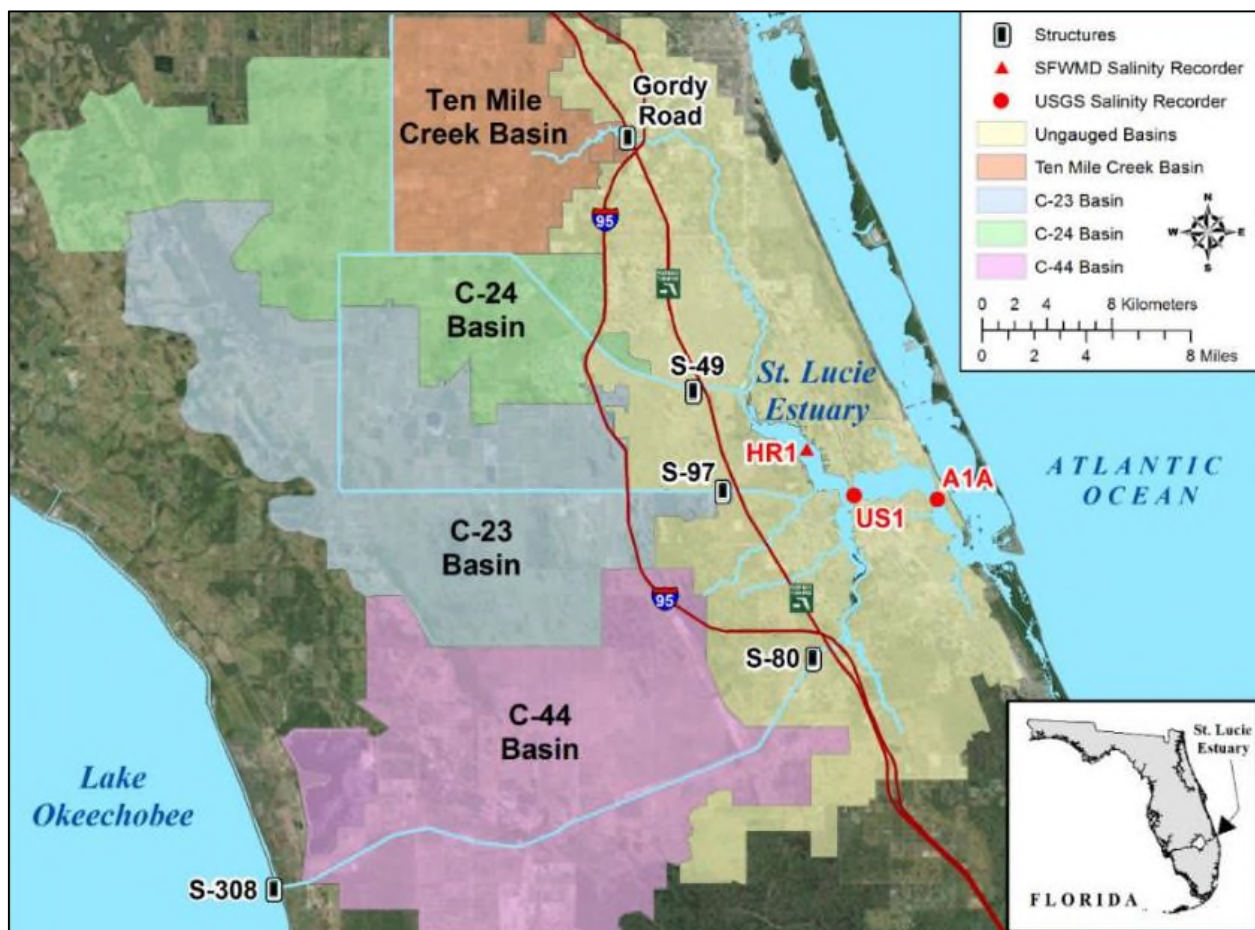 Structures
SFWMD Salinity Recorder
USGS Salinity Recorder
Ungauged Basins
Ten Mile Creek Basin
C-23 Basin
C-24 Basin
C-44 Basin
N
W
E
S
0 2 4 8 Kilometers
0 2 4 8 Miles
Gordy
Road
Ten Mile
Creek Basin
95
C-24
Basin
S-49
St. Lucie
Estuary
HR1
S-97
A1A
US1
ATLANTIC
OCEAN
C-23
Basin
95
S-80
C-44
Basin
Lake
Okeechobee
S-308
St. Lucie
Estuary
FLORIDA